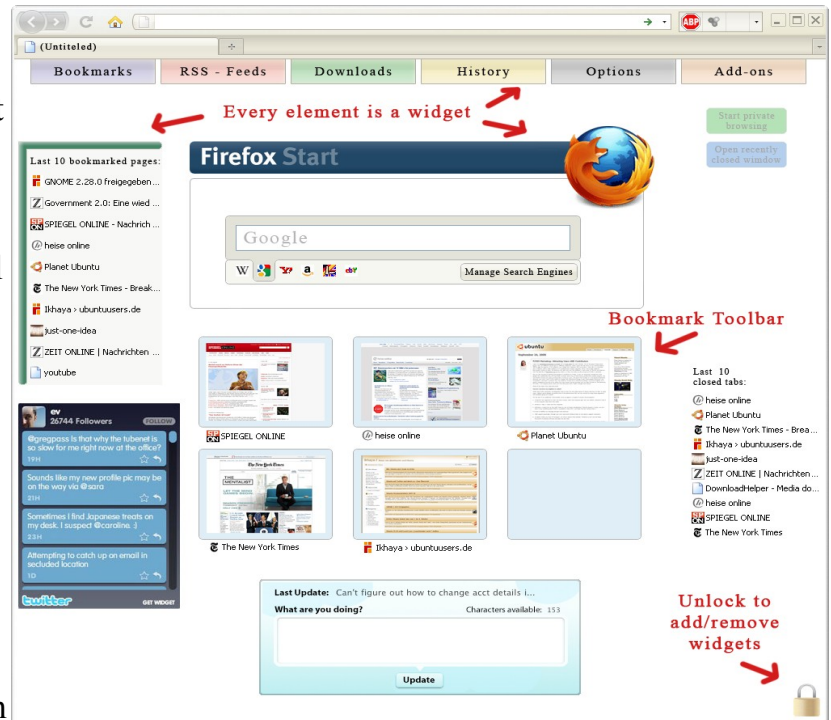 ABP
(Untiteled)
Bookmarks
RSS - Feeds
Downloads
History
Options
Add-ons
Every element is a widget
Start private
browsing
Open recently
closed wimdow
Last 10 bookmarked pages:
GNOME 2.28.0 freigegeben ...
Government 2.0: Eine wied ...
SPIEGEL ONLINE - Nachrich ...
heise online
Planet Ubuntu
The New York Times - Break...
Ikhaya › ubuntuusers.de
just-one-idea
ZEIT ONLINE | Nachrichten ...
youtube
Firefox Start
Google
Manage Search Engines
Bookmark Toolbar
SPIEGEL ONLINE
heise online
Planet Ubuntu
The New York Times
Ikhaya › ubuntuusers.de
Last 10
closed tabs:
heise online
Planet Ubuntu
The New York Times - Brea...
Ikhaya › ubuntuusers.de
just-one-idea
ZEIT ONLINE | Nachrichten...
DownloadHelper - Media do...
heise online
SPIEGEL ONLINE
The New York Times
ev
26744 Followers
FOLLOW
@gregpass Is that why the tubenet is
so slow for me right now at the office?
19H
Sounds like my new profile pic may be
on the way via @sara
21H
Sometimes I find Japanese treats on
my desk. I suspect @caroline. :)
23H
Attempting to catch up on email in
secluded location
1D
twitter
GET WIDGET
Last Update: Can't figure out how to change acct details i...
What are you doing?
Characters available: 153
Update
Unlock to
add/remove
widgets